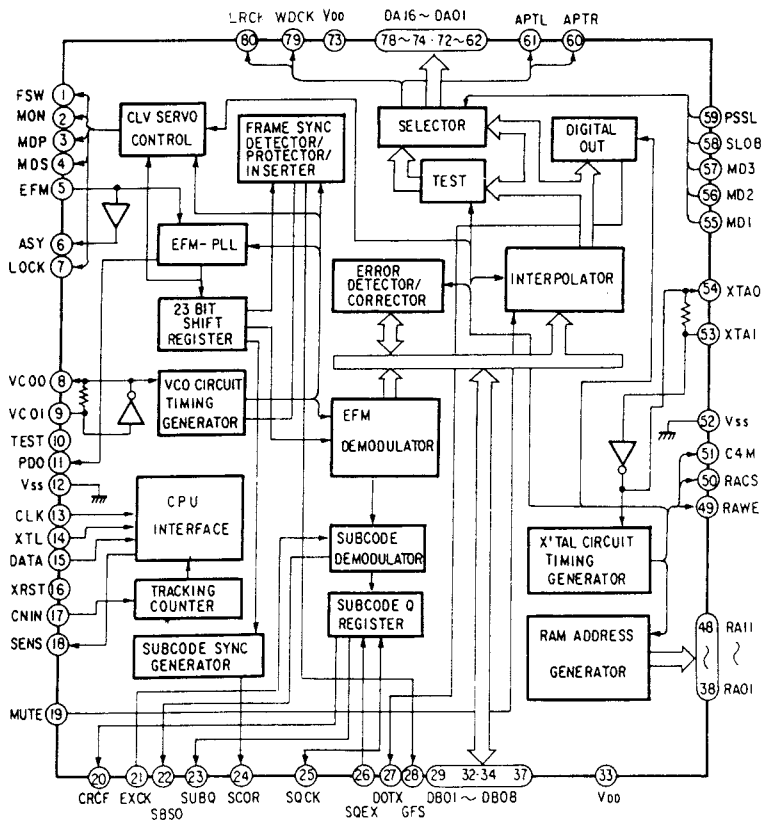 LRCK WDCK VDD DA16~DA01 APTL APTR
80 79 73 78~74·72~62 61 60
FSW 1
MON 2
MDP 3
MDS 4
EFM 5
ASY 6
LOCK 7
VCOO 8
VCOI 9
TEST 10
PDO 11
Vss 12
CLK 13
XTL 14
DATA 15
XRST 16
CNIN 17
SENS 18
MUTE 19
CLV SERVO
CONTROL
FRAME SYNC
DETECTOR/
PROTECTOR/
INSERTER
SELECTOR
DIGITAL
OUT
TEST
EFM-PLL
ERROR
DETECTOR/
CORRECTOR
INTERPOLATOR
23 BIT
SHIFT
REGISTER
VCO CIRCUIT
TIMING
GENERATOR
EFM
DEMODULATOR
CPU
INTERFACE
SUBCODE
DEMODULATOR
X'TAL CIRCUIT
TIMING
GENERATOR
TRACKING
COUNTER
SUBCODE Q
REGISTER
SUBCODE SYNC
GENERATOR
RAM ADDRESS
GENERATOR
59 PSSL
58 SLOB
57 MD3
56 MD2
55 MD1
54 XTAO
53 XTAI
52 Vss
51 C4M
50 RACS
49 RAWE
48 RA11
~ ~
38 RA01
20 21 22 23 24 25 26 27 28 29 32·34 37 33
CRCF EXCK SBSO SUBQ SCOR SQCK SQEX DOTX GFS DB01~DB08 VDD